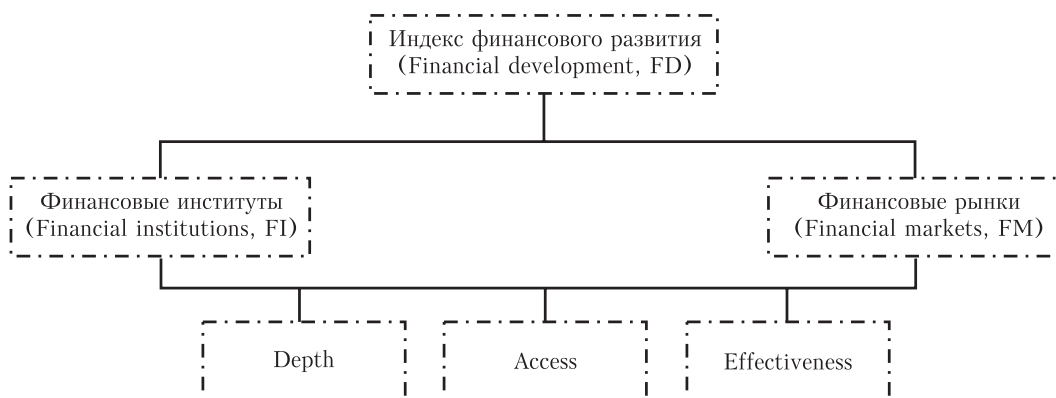 Индекс финансового развития
(Financial development, FD)
Финансовые институты
(Financial institutions, FI)
Финансовые рынки
(Financial markets, FM)
Depth
Access
Effectiveness